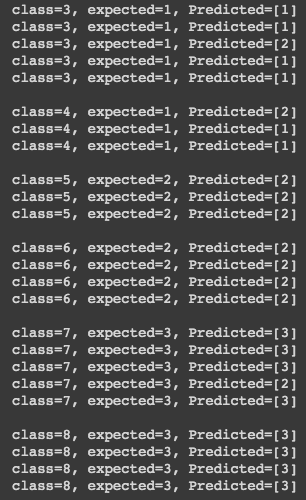 class=3, expected=1, Predicted=[1]
class=3, expected=1, Predicted=[1]
class=3, expected=1, Predicted=[2]
class=3, expected=1, Predicted=[1]
class=3, expected=1, Predicted=[1]
class=4, expected=1, Predicted=[2]
class=4, expected=1, Predicted=[1]
class=4, expected=1, Predicted=[1]
class=5, expected=2, Predicted=[2]
class=5, expected=2, Predicted=[2]
class=5, expected=2, Predicted=[2]
class=6, expected=2, Predicted=[2]
class=6, expected=2, Predicted=[2]
class=6, expected=2, Predicted=[2]
class=6, expected=2, Predicted=[2]
class=7, expected=3, Predicted=[3]
class=7, expected=3, Predicted=[3]
class=7, expected=3, Predicted=[3]
class=7, expected=3, Predicted=[2]
class=7, expected=3, Predicted=[3]
class=8, expected=3, Predicted=[3]
class=8, expected=3, Predicted=[3]
class=8, expected=3, Predicted=[3]
class=8, expected=3, Predicted=[3]